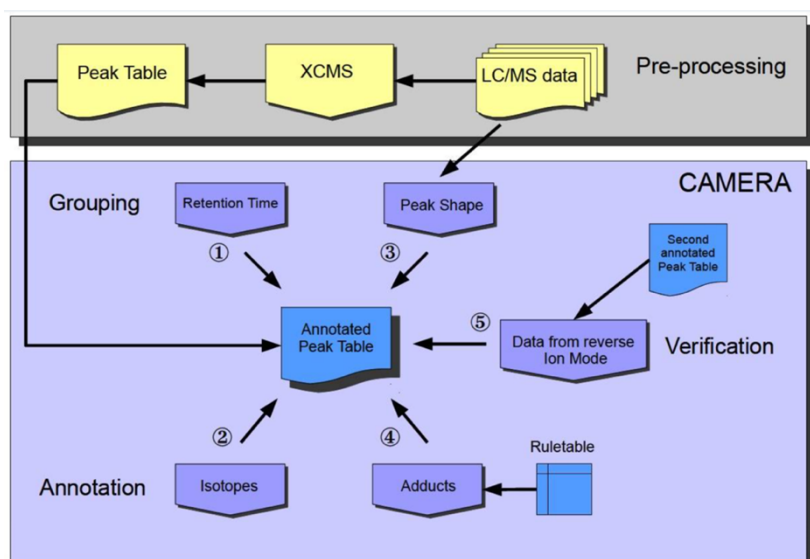 Peak Table
XCMS
LC/MS data
Pre-processing
CAMERA
Grouping
Retention Time
Peak Shape
①
③
Second
annotated
Peak Table
Annotated
Peak Table
⑤
Data from reverse
Ion Mode
Verification
②
④
Ruletable
Annotation
Isotopes
Adducts